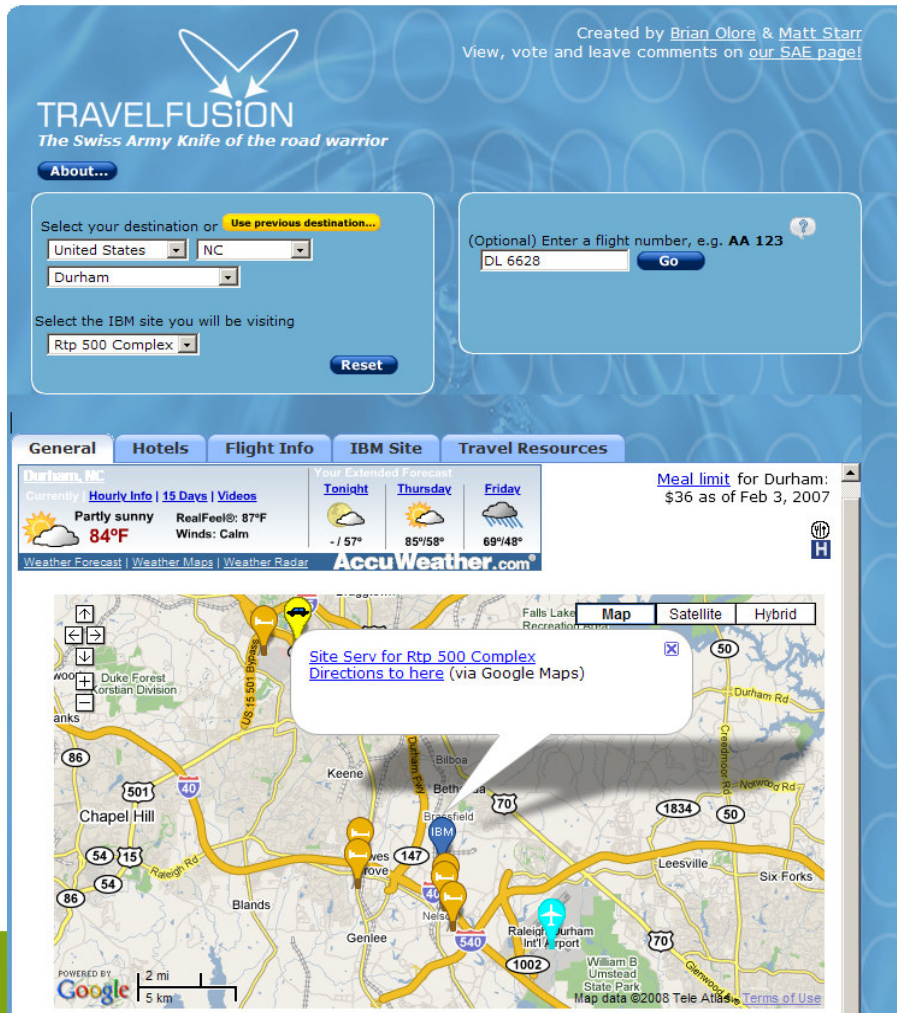 Created by Brian Olore & Matt Starr
View, vote and leave comments on our SAE page!
TRAVELFUSiON
The Swiss Army Knife of the road warrior
About...
Select your destination or Use previous destination...
United States NC
Durham
Select the IBM site you will be visiting
Rtp 500 Complex
Reset
(Optional) Enter a flight number, e.g. AA 123 ?
DL 6628 Go
General Hotels Flight Info IBM Site Travel Resources
Durham, NC
Currently | Hourly Info | 15 Days | Videos
Partly sunny
84°F
RealFeel®: 87°F
Winds: Calm
Your Extended Forecast
Tonight Thursday Friday
- / 57° 85°/58° 69°/48°
Weather Forecast | Weather Maps | Weather Radar
AccuWeather.com®
Meal limit for Durham:
$36 as of Feb 3, 2007
H
Falls Lake
Recreation Area
Map Satellite Hybrid
Site Serv for Rtp 500 Complex
Directions to here (via Google Maps)
50
Duke Forest
Korstian Division
US 15 501 Bypass
Durham Rd
Creedmoor Rd
Durham Fwy
86
Bilboa
Keene
Norwood Rd
501
40
70
1834
50
Chapel Hill
IBM
54
15
Raleigh Rd
147
Leesville
Six Forks
54
86
40
Blands
Genlee
540
Raleigh Durham
Int'l Airport
70
1002
William B
Umstead
State Park
Glenwood
POWERED BY
Google
2 mi
5 km
Map data ©2008 Tele Atlas
Terms of Use